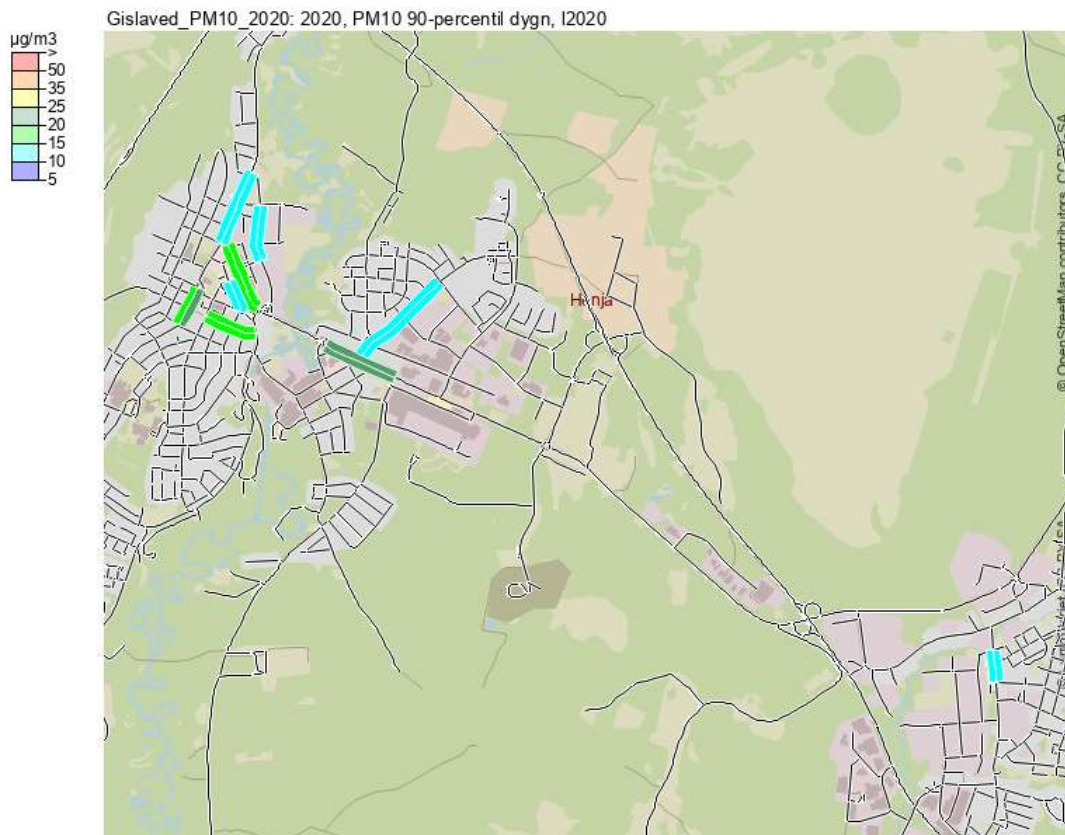 Gislaved_PM10_2020: 2020, PM10 90-percentil dygn, I2020
µg/m3
>
50
35
25
20
15
10
5
© OpenStreetMap contributors, CC-BY-SA